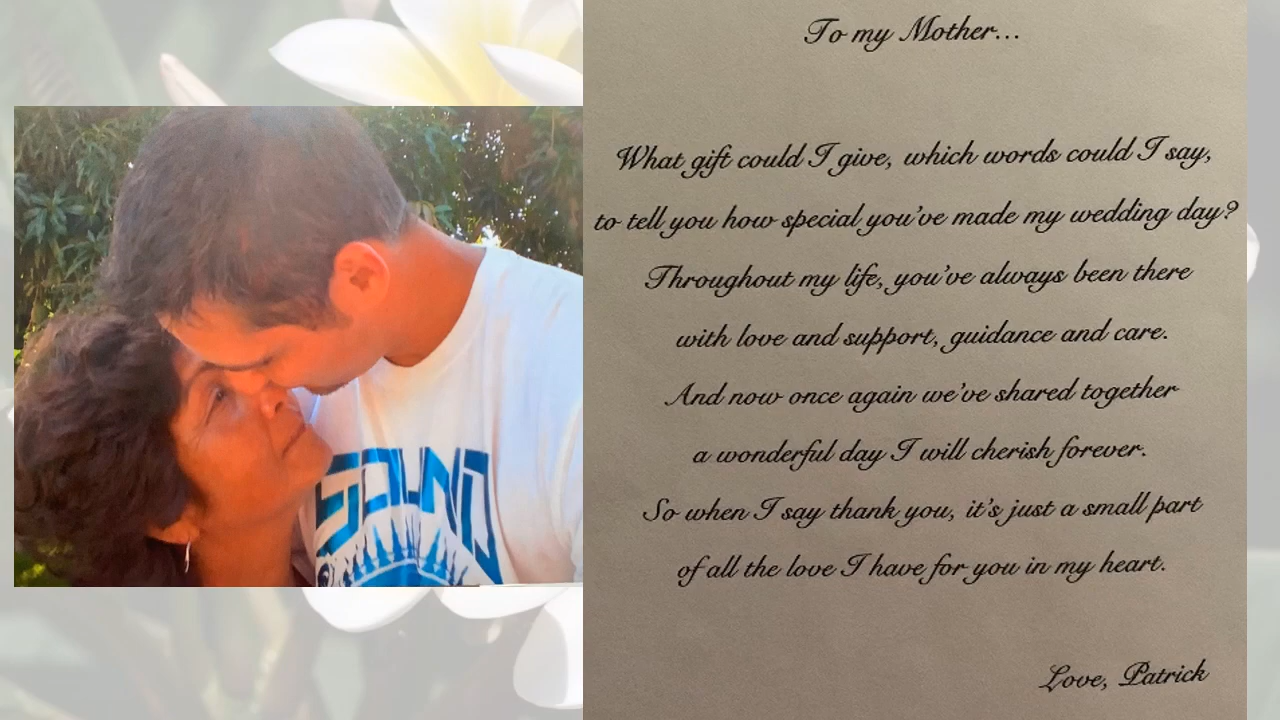 To my Mother...
What gift could I give, which words could I say,
to tell you how special you've made my wedding day?
Throughout my life, you've always been there
with love and support, guidance and care.
And now once again we've shared together
a wonderful day I will cherish forever.
So when I say thank you, it's just a small part
of all the love I have for you in my heart.
Love, Patrick